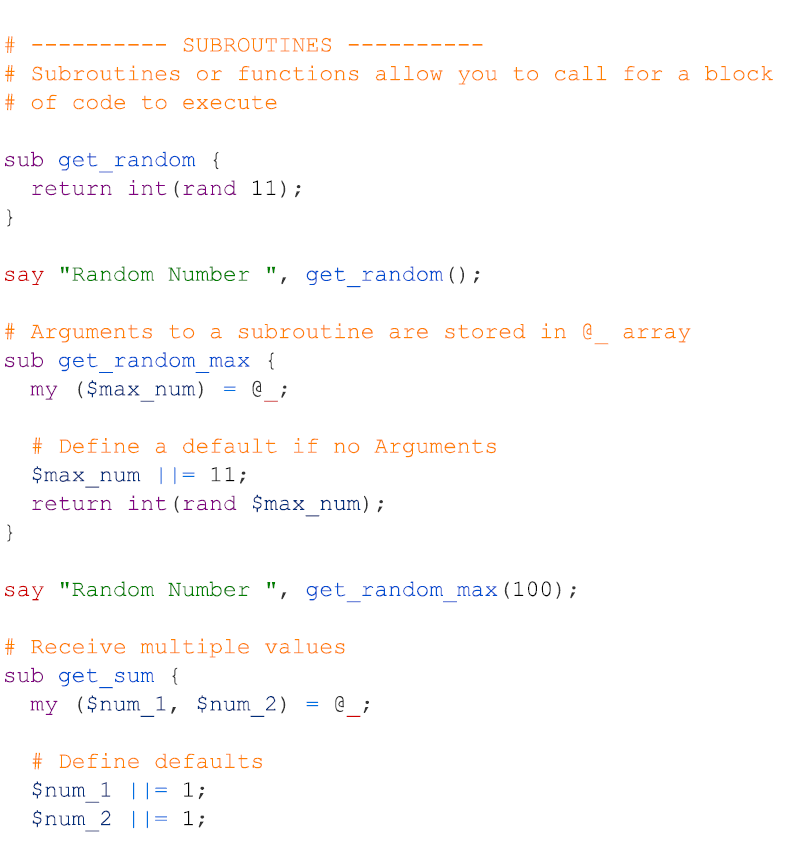 # ---------- SUBROUTINES ----------
# Subroutines or functions allow you to call for a block
# of code to execute
sub get_random {
  return int(rand 11);
}
say "Random Number ", get_random();
# Arguments to a subroutine are stored in @_ array
sub get_random_max {
  my ($max_num) = @_;
  # Define a default if no Arguments
  $max_num ||= 11;
  return int(rand $max_num);
}
say "Random Number ", get_random_max(100);
# Receive multiple values
sub get_sum {
  my ($num_1, $num_2) = @_;
  # Define defaults
  $num_1 ||= 1;
  $num_2 ||= 1;